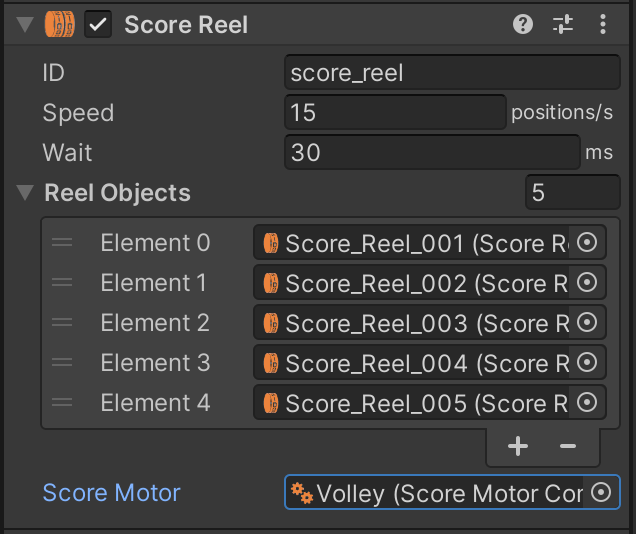 Score Reel
ID score_reel
Speed 15 positions/s
Wait 30 ms
Reel Objects 5
Element 0 Score_Reel_001 (Score R
Element 1 Score_Reel_002 (Score R
Element 2 Score_Reel_003 (Score R
Element 3 Score_Reel_004 (Score R
Element 4 Score_Reel_005 (Score R
Score Motor Volley (Score Motor Cor